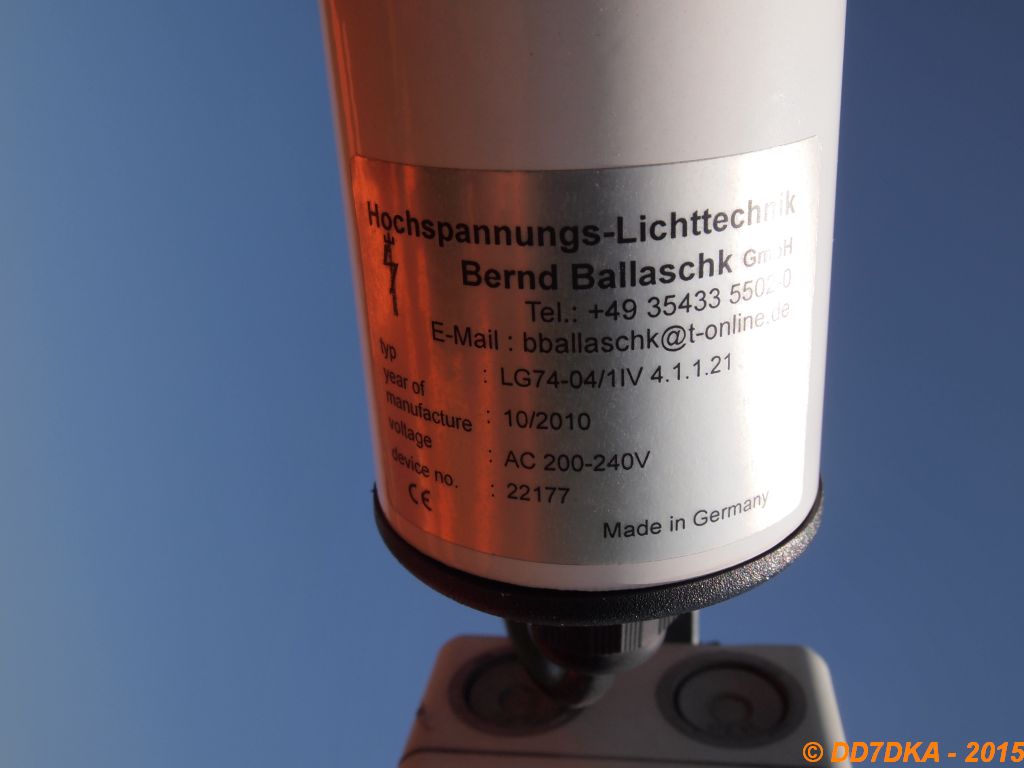 Hochspannungs-Lichttechnik
Bernd Ballaschk GmbH
Tel.: +49 35433 5502-0
E-Mail : bballaschk@t-online.de
typ : LG74-04/1IV 4.1.1.21
year of
manufacture : 10/2010
voltage : AC 200-240V
device no. : 22177
CE
Made in Germany
© DD7DKA - 2015